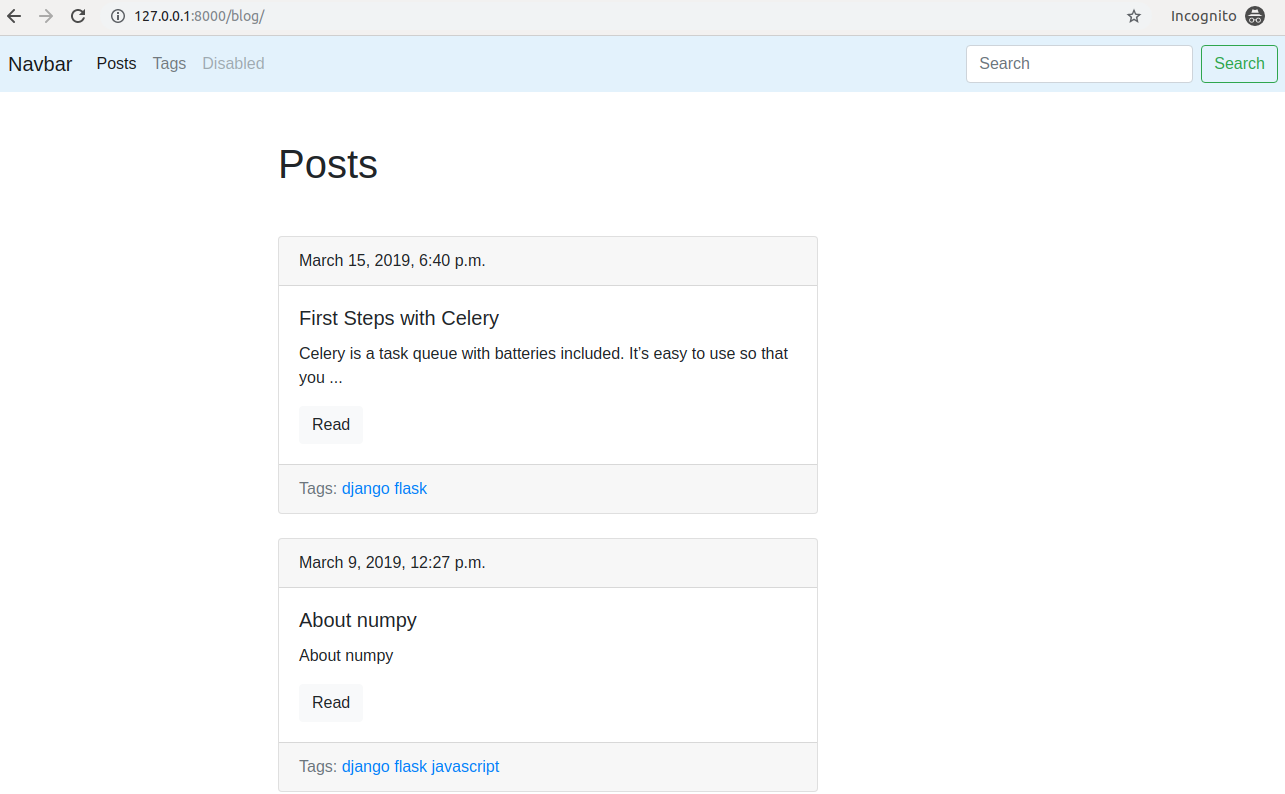 127.0.0.1:8000/blog/ Incognito
Navbar Posts Tags Disabled Search Search
Posts
March 15, 2019, 6:40 p.m.
First Steps with Celery
Celery is a task queue with batteries included. It’s easy to use so that
you ...
Read
Tags: django flask
March 9, 2019, 12:27 p.m.
About numpy
About numpy
Read
Tags: django flask javascript